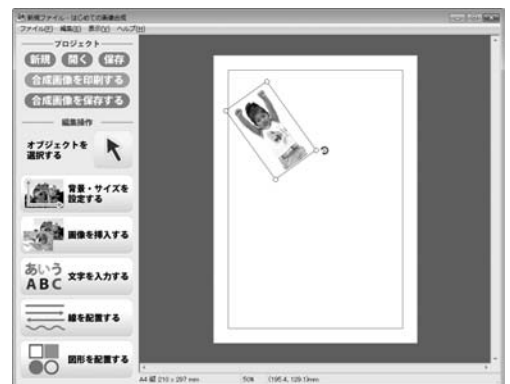 新規ファイル - はじめての画像合成
ファイル(F) 編集(E) 表示(V) ヘルプ(H)
プロジェクト
新規 開く 保存
合成画像を印刷する
合成画像を保存する
編集操作
オブジェクトを
選択する
背景・サイズを
設定する
画像を挿入する
あいう
ABC
文字を入力する
線を配置する
図形を配置する
A4 縦 210 x 297 mm 50% (195.4, 129.1)mm